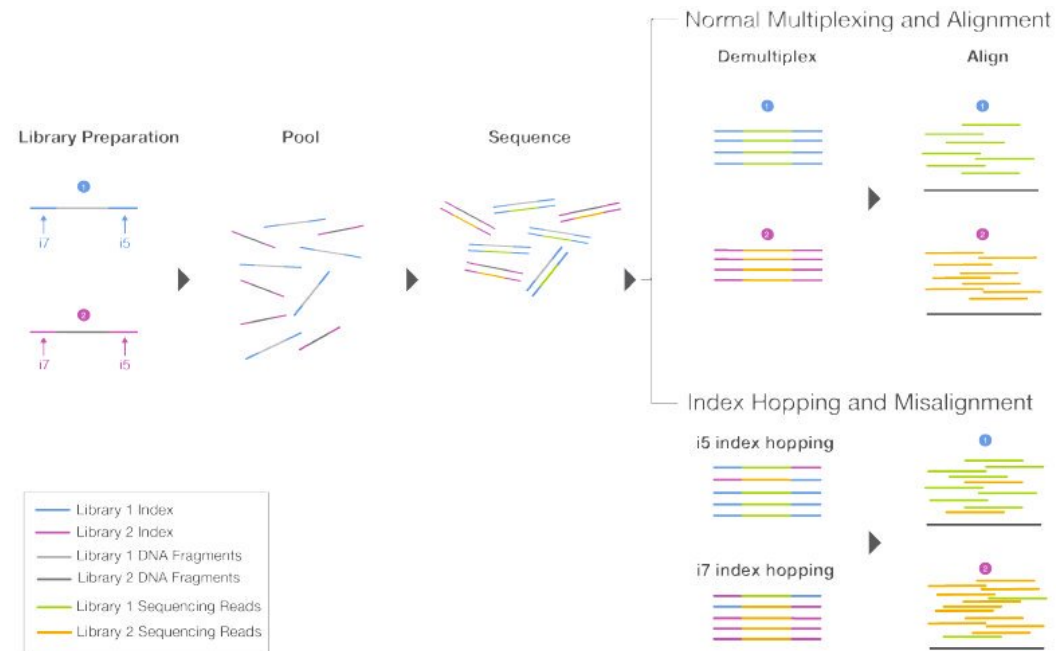 Normal Multiplexing and Alignment
Demultiplex
Align
Library Preparation
Pool
Sequence
1
1
1
i7
i5
2
2
2
i7
i5
Index Hopping and Misalignment
i5 index hopping
1
i7 index hopping
2
Library 1 Index
Library 2 Index
Library 1 DNA Fragments
Library 2 DNA Fragments
Library 1 Sequencing Reads
Library 2 Sequencing Reads